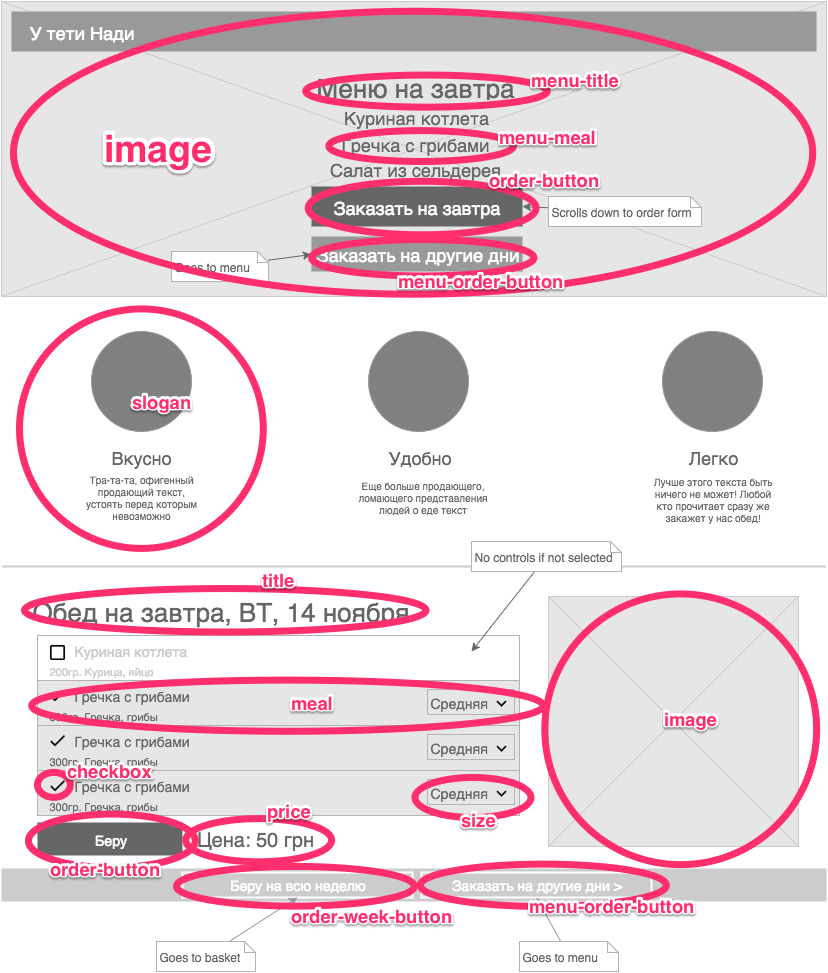 У тети Нади
Меню на завтра
menu-title
Куриная котлета
image
menu-meal
Гречка с грибами
Салат из сельдерея
order-button
Заказать на завтра
Scrolls down to order form
Заказать на другие дни
Goes to menu
menu-order-button
slogan
Вкусно
Тра-та-та, офигенный
продающий текст,
устоять перед которым
невозможно
Удобно
Еще больше продающего,
ломающего представления
людей о еде текст
Легко
Лучше этого текста быть
ничего не может! Любой
кто прочитает сразу же
закажет у нас обед!
No controls if not selected
title
Обед на завтра, ВТ, 14 ноября
Куриная котлета
200гр. Курица, яйцо
Гречка с грибами
meal
Средняя
300гр. Гречка, грибы
image
Гречка с грибами
Средняя
300гр. Гречка, грибы
checkbox
Гречка с грибами
Средняя
300гр. Гречка, грибы
price
size
Беру
Цена: 50 грн
order-button
Беру на всю неделю
Заказать на другие дни >
order-week-button
menu-order-button
Goes to basket
Goes to menu